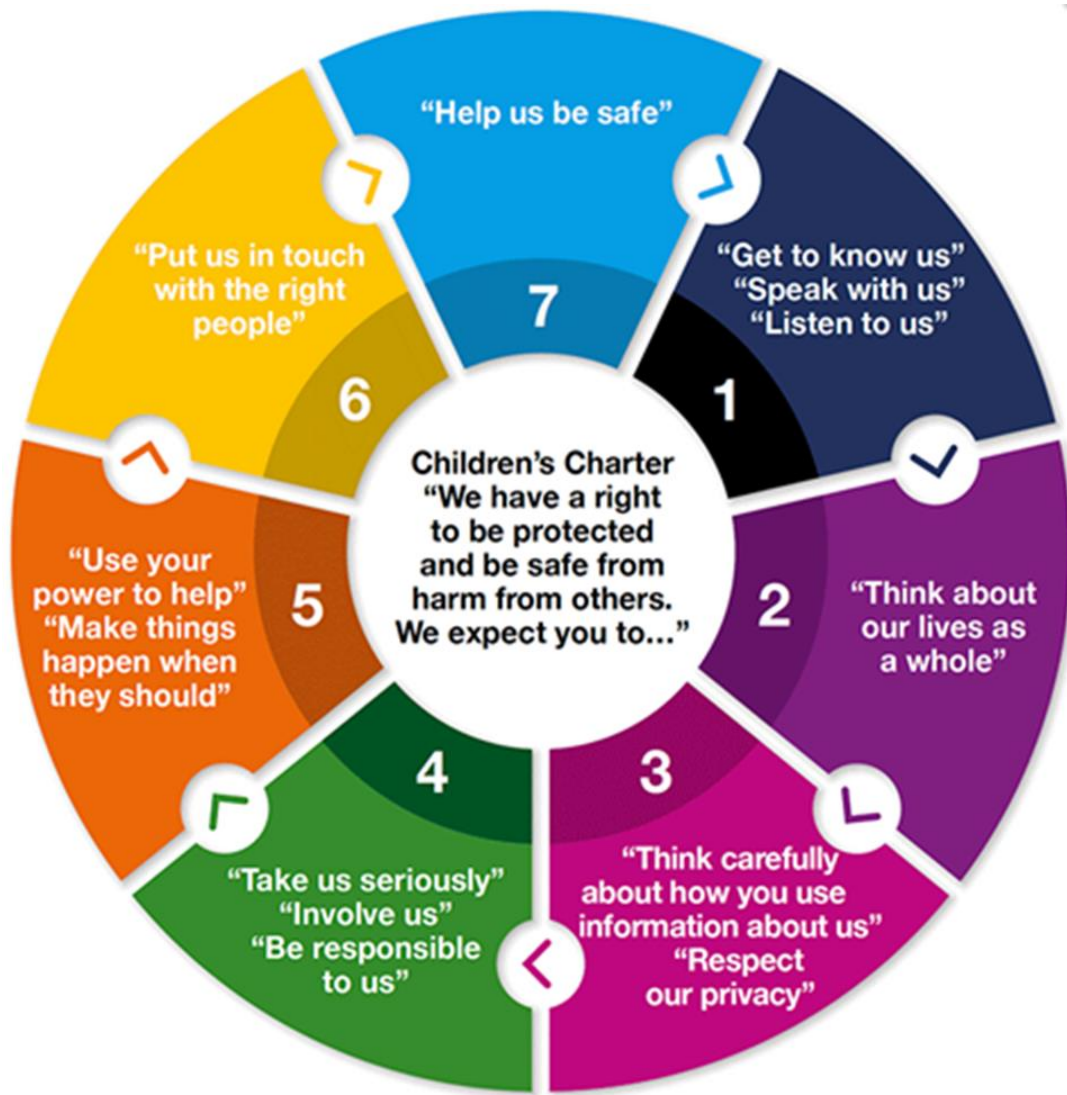 Children’s Charter
“We have a right
to be protected
and be safe from
harm from others.
We expect you to...”
1
“Get to know us”
“Speak with us”
“Listen to us”
2
“Think about
our lives as
a whole”
3
“Think carefully
about how you use
information about us”
“Respect
our privacy”
4
“Take us seriously”
“Involve us”
“Be responsible
to us”
5
“Use your
power to help”
“Make things
happen when
they should”
6
“Put us in touch
with the right
people”
7
“Help us be safe”